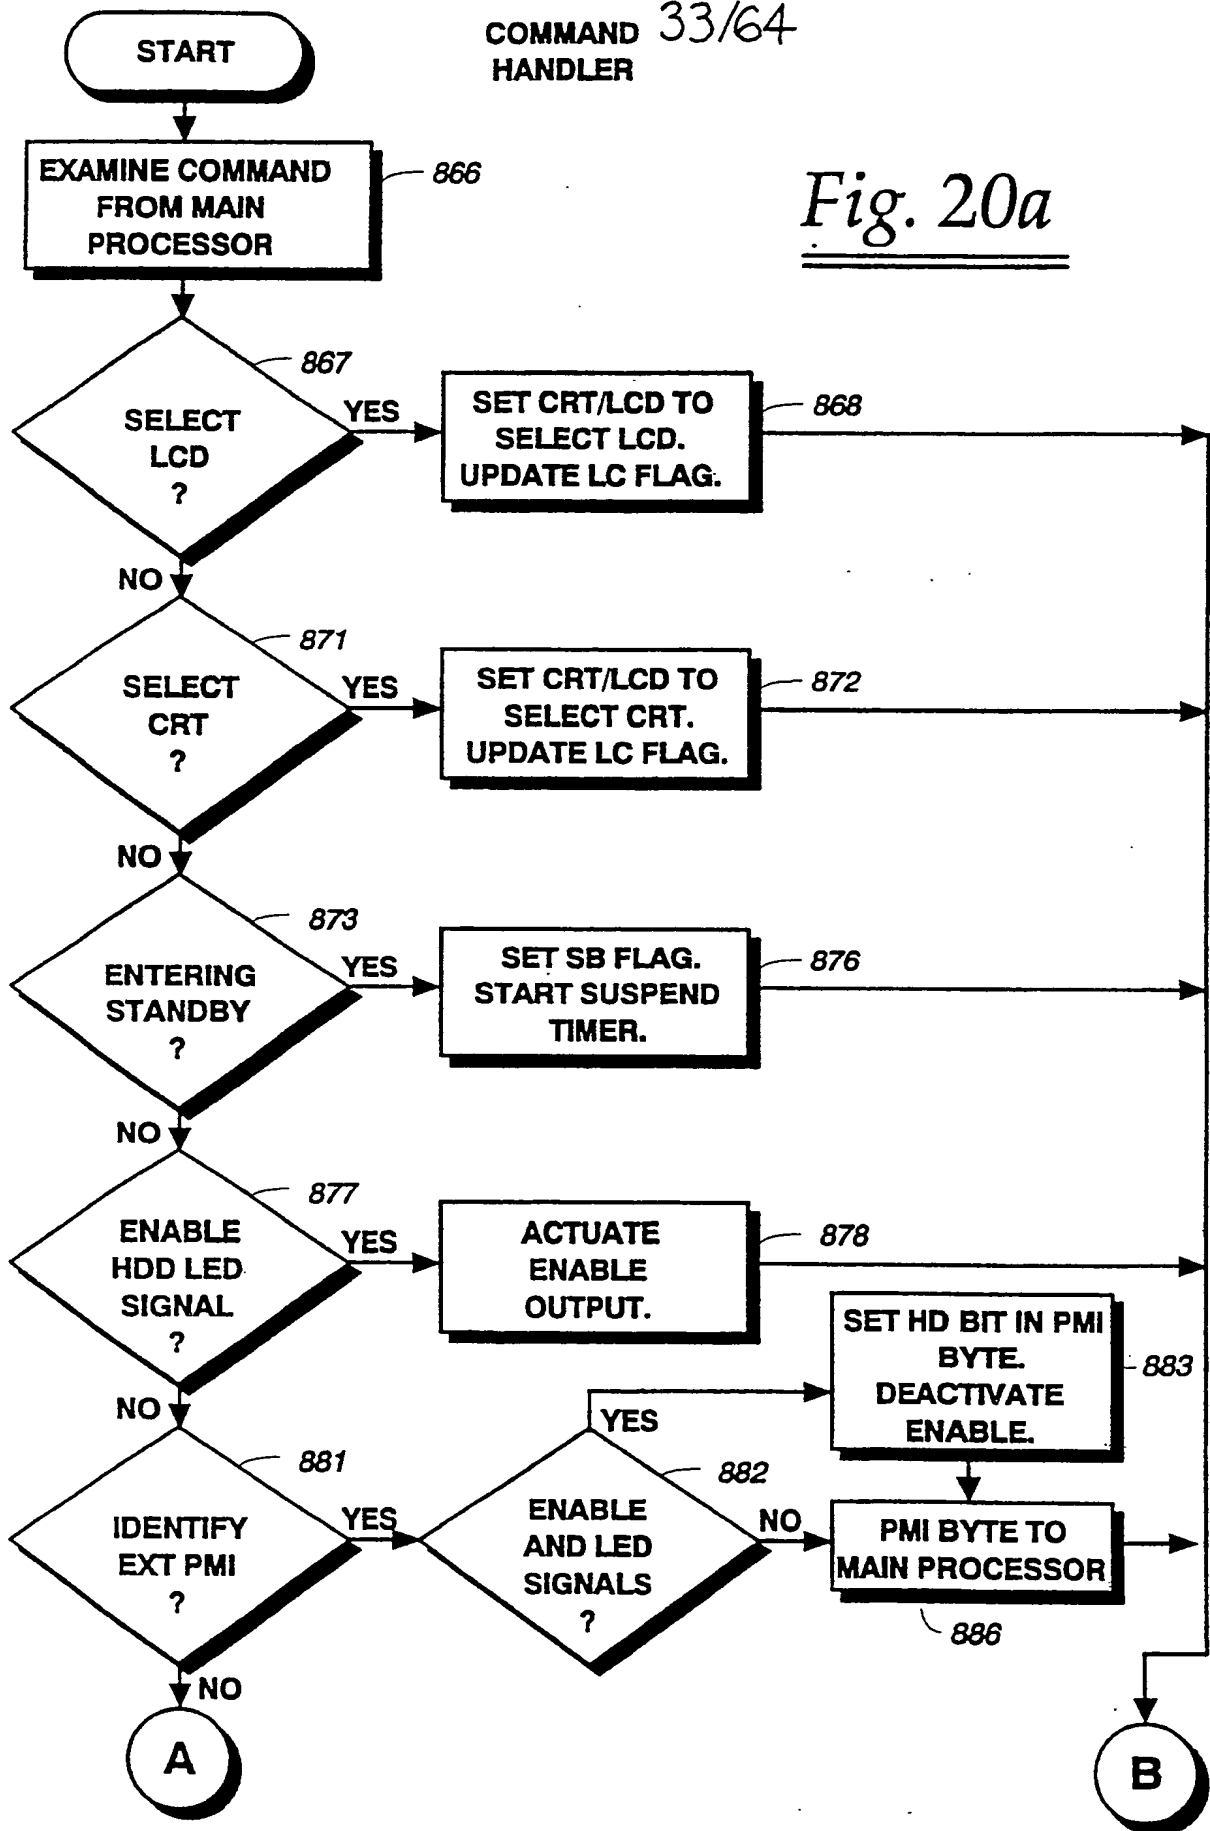 START
COMMAND 33/64
HANDLER
EXAMINE COMMAND
FROM MAIN
PROCESSOR
866
Fig. 20a
867
SELECT
LCD
?
YES
SET CRT/LCD TO
SELECT LCD.
UPDATE LC FLAG.
868
NO
871
SELECT
CRT
?
YES
SET CRT/LCD TO
SELECT CRT.
UPDATE LC FLAG.
872
NO
873
ENTERING
STANDBY
?
YES
SET SB FLAG.
START SUSPEND
TIMER.
876
NO
877
ENABLE
HDD LED
SIGNAL
?
YES
ACTUATE
ENABLE
OUTPUT.
878
SET HD BIT IN PMI
BYTE.
DEACTIVATE
ENABLE.
883
NO
881
IDENTIFY
EXT PMI
?
YES
YES
882
ENABLE
AND LED
SIGNALS
?
NO
PMI BYTE TO
MAIN PROCESSOR
886
NO
A
B